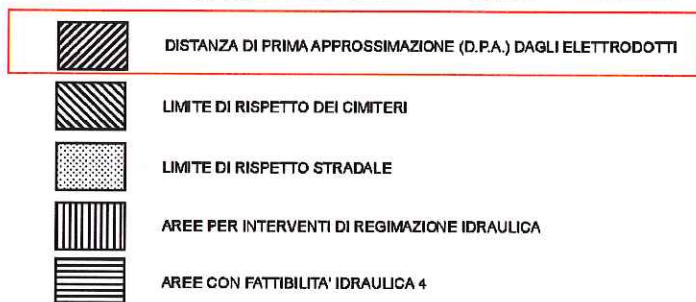 DISTANZA DI PRIMA APPROSSIMAZIONE (D.P.A.) DAGLI ELETTRODOTTI
LIMITE DI RISPETTO DEI CIMITERI
LIMITE DI RISPETTO STRADALE
AREE PER INTERVENTI DI REGIMAZIONE IDRAULICA
AREE CON FATTIBILITA' IDRAULICA 4